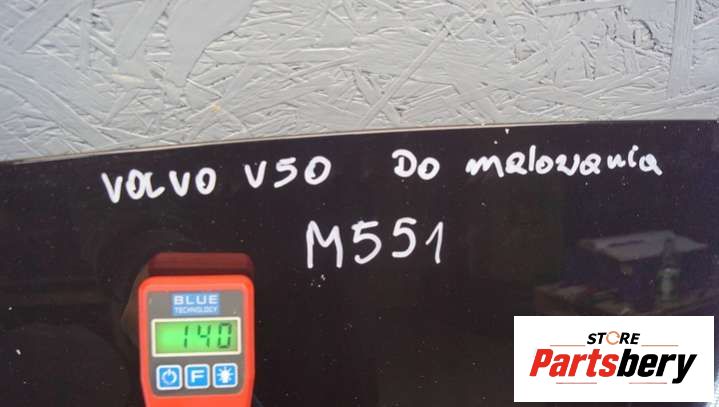 VOLVO V50 Do malowania
M551
BLUE
TECHNOLOGY
140
F
STORE
Partsbery